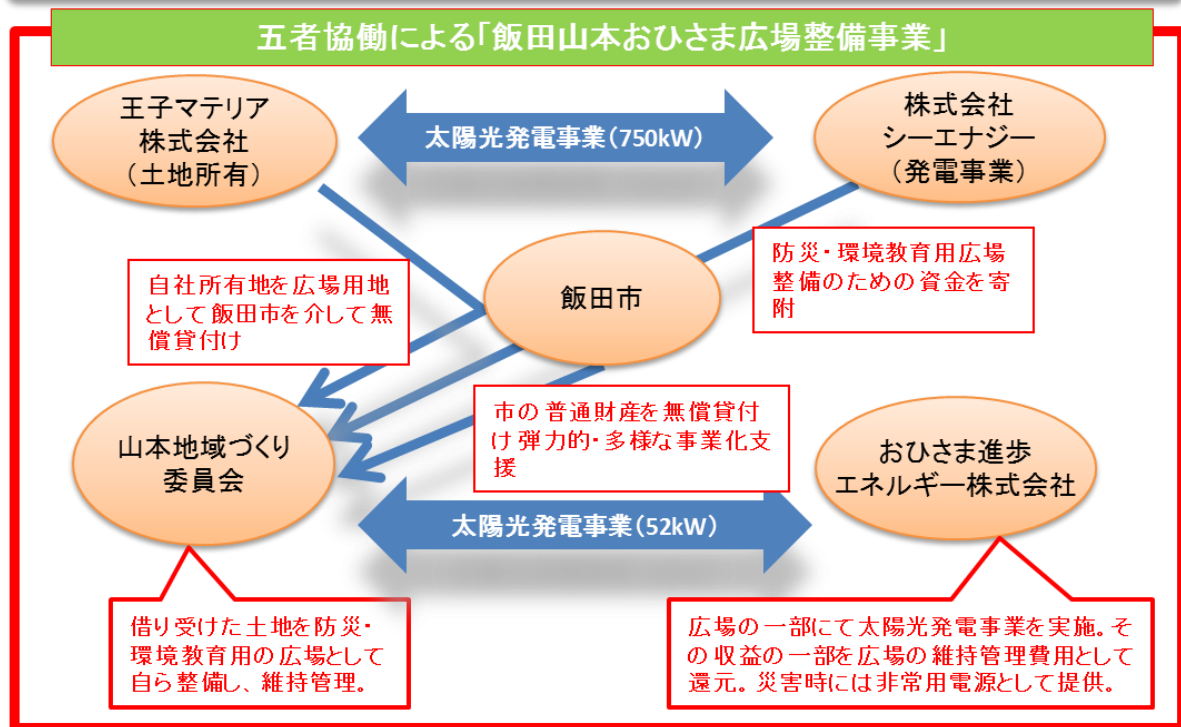 五者協働による「飯田山本おひさま広場整備事業」
王子マテリア
株式会社
（土地所有）
太陽光発電事業（750kW）
株式会社
シーエナジー
（発電事業）
自社所有地を広場用地
として飯田市を介して無
償貸付け
飯田市
防災・環境教育用広場
整備のための資金を寄
附
市の普通財産を無償貸付
け弾力的・多様な事業化支
援
山本地域づくり
委員会
太陽光発電事業（52kW）
おひさま進歩
エネルギー株式会社
借り受けた土地を防災・
環境教育用の広場として
自ら整備し、維持管理。
広場の一部にて太陽光発電事業を実施。そ
の収益の一部を広場の維持管理費用として
還元。災害時には非常用電源として提供。